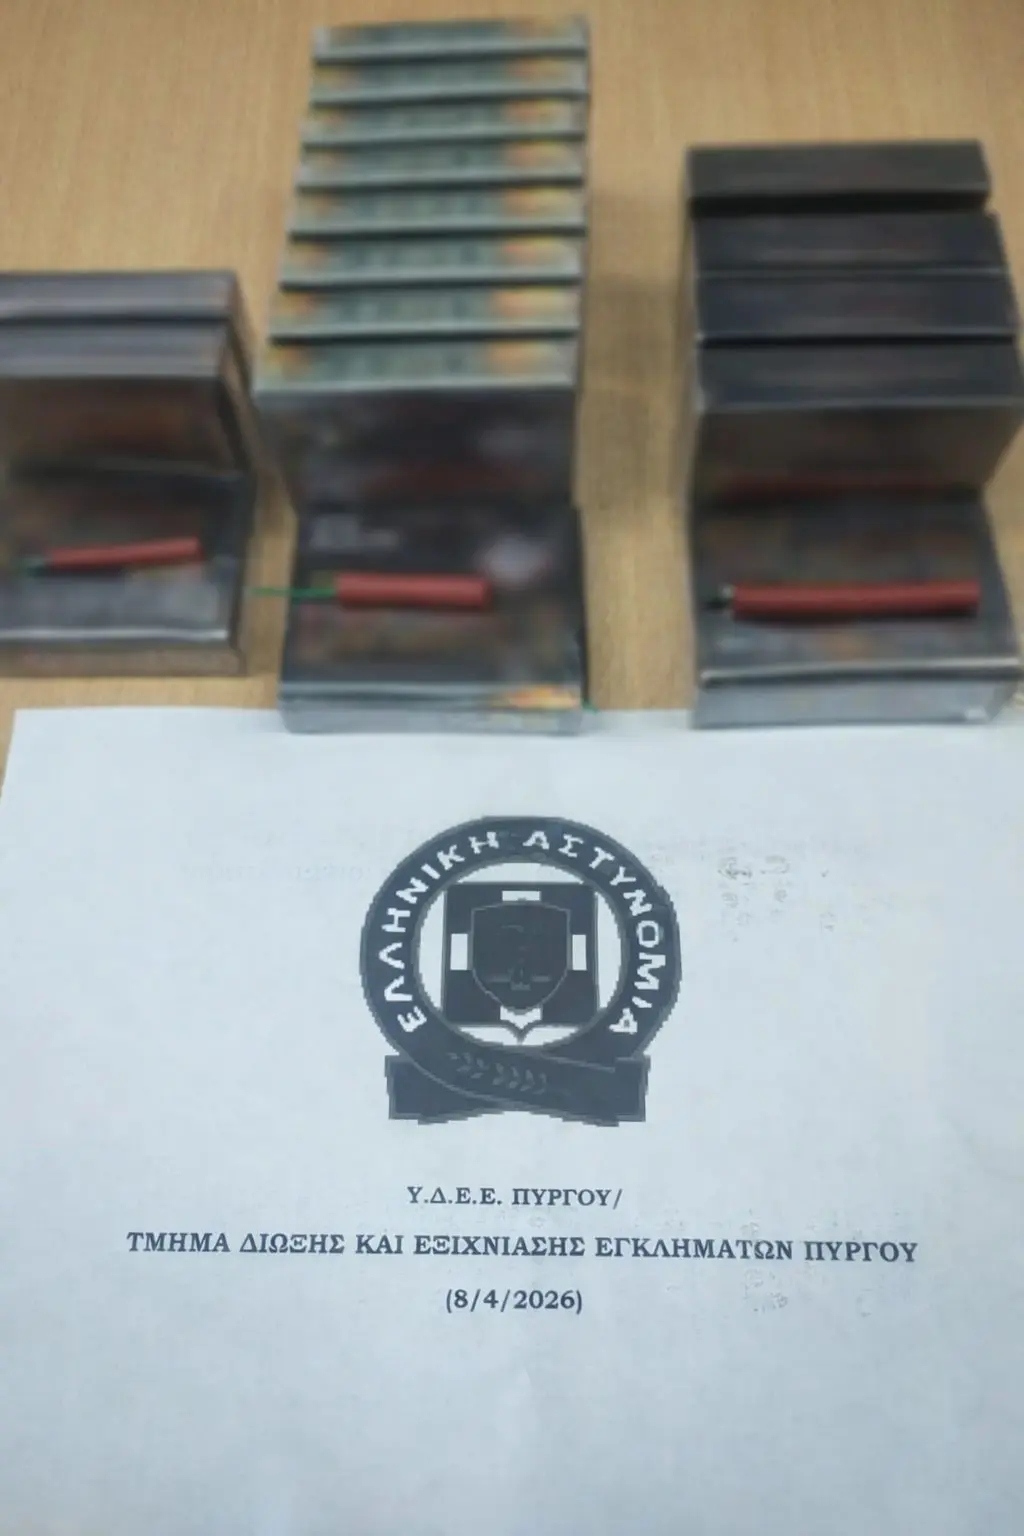 ΕΛΛΗΝΙΚΗ ΑΣΤΥΝΟΜΙΑ
Υ.Δ.Ε.Ε. ΠΥΡΓΟΥ/
ΤΜΗΜΑ ΔΙΩΞΗΣ ΚΑΙ ΕΞΙΧΝΙΑΣΗΣ ΕΓΚΛΗΜΑΤΩΝ ΠΥΡΓΟΥ
(8/4/2026)